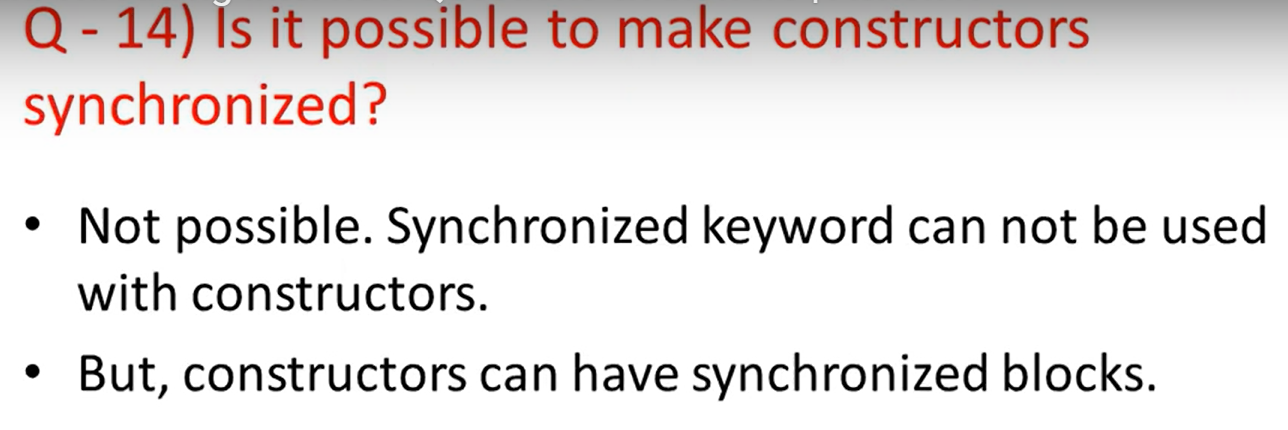 Q - 14) Is it possible to make constructors
synchronized?
• Not possible. Synchronized keyword can not be used
with constructors.
• But, constructors can have synchronized blocks.